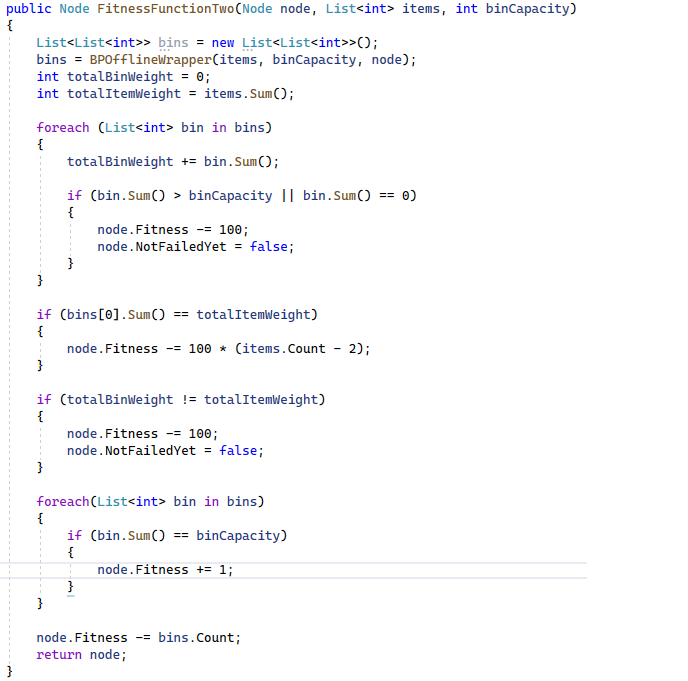 public Node FitnessFunctionTwo(Node node, List<int> items, int binCapacity)
{
    List<List<int>> bins = new List<List<int>>();
    bins = BPOfflineWrapper(items, binCapacity, node);
    int totalBinWeight = 0;
    int totalItemWeight = items.Sum();

    foreach (List<int> bin in bins)
    {
        totalBinWeight += bin.Sum();

        if (bin.Sum() > binCapacity || bin.Sum() == 0)
        {
            node.Fitness -= 100;
            node.NotFailedYet = false;
        }
    }

    if (bins[0].Sum() == totalItemWeight)
    {
        node.Fitness -= 100 * (items.Count - 2);
    }

    if (totalBinWeight != totalItemWeight)
    {
        node.Fitness -= 100;
        node.NotFailedYet = false;
    }

    foreach(List<int> bin in bins)
    {
        if (bin.Sum() == binCapacity)
        {
            node.Fitness += 1;
        }
    }

    node.Fitness -= bins.Count;
    return node;
}